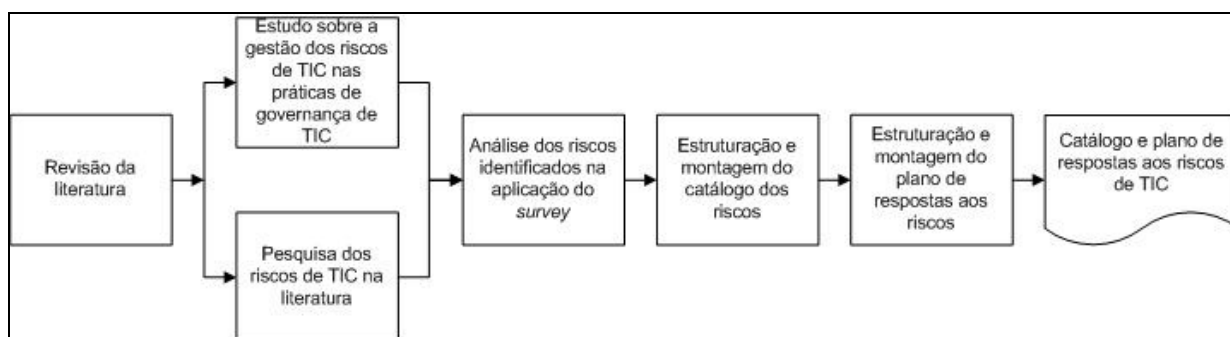 Revisão da
literatura
Estudo sobre a
gestão dos riscos
de TIC nas
práticas de
governança de
TIC
Pesquisa dos
riscos de TIC na
literatura
Análise dos riscos
identificados na
aplicação do
survey
Estruturação e
montagem do
catálogo dos
riscos
Estruturação e
montagem do
plano de
respostas aos
riscos
Catálogo e plano de
respostas aos riscos
de TIC